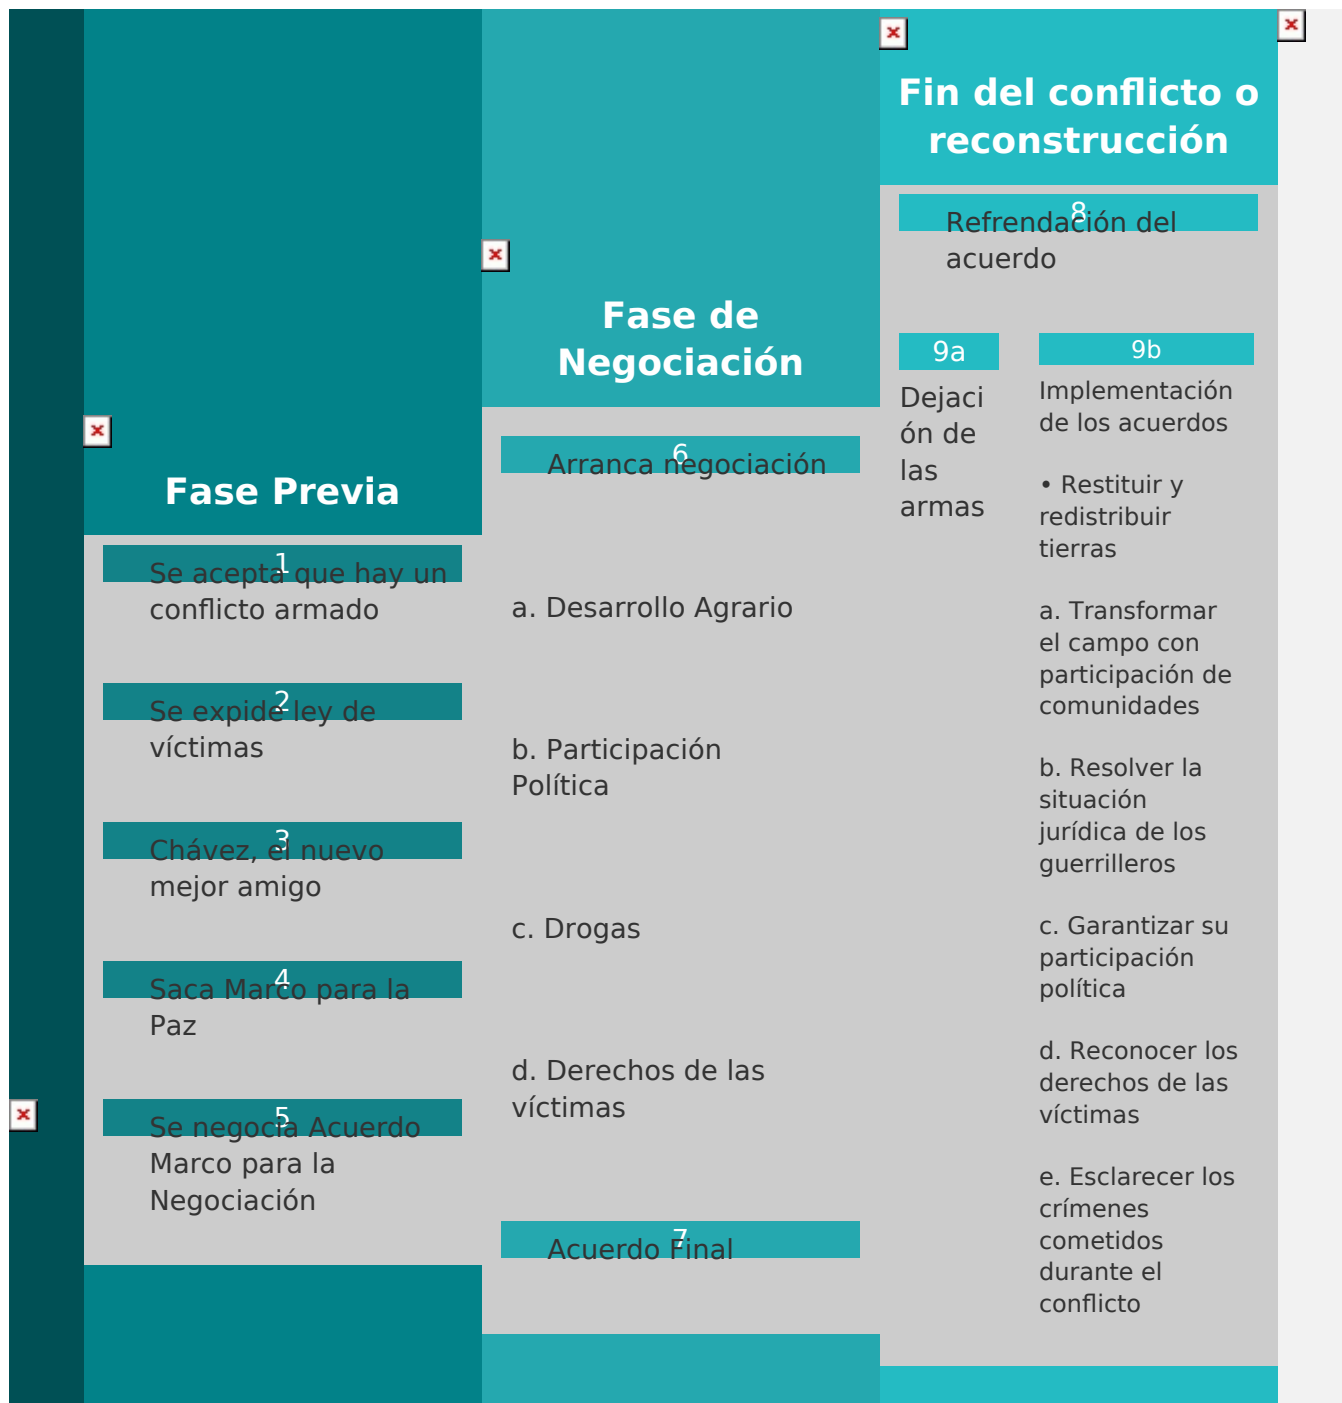 Fase Previa
1
Se acepta que hay un
conflicto armado
2
Se expide ley de
víctimas
3
Chávez, el nuevo
mejor amigo
4
Saca Marco para la
Paz
5
Se negocia Acuerdo
Marco para la
Negociación
Fase de
Negociación
6
Arranca negociación
a. Desarrollo Agrario
b. Participación
Política
c. Drogas
d. Derechos de las
víctimas
7
Acuerdo Final
Fin del conflicto o
reconstrucción
8
Refrendación del
acuerdo
9a
Dejaci
ón de
las
armas
9b
Implementación
de los acuerdos
• Restituir y
redistribuir
tierras
a. Transformar
el campo con
participación de
comunidades
b. Resolver la
situación
jurídica de los
guerrilleros
c. Garantizar su
participación
política
d. Reconocer los
derechos de las
víctimas
e. Esclarecer los
crímenes
cometidos
durante el
conflicto